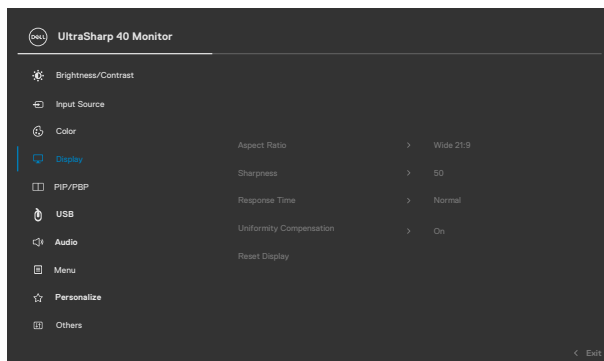 DELL UltraSharp 40 Monitor
Brightness/Contrast
Input Source
Color
Display
PIP/PBP
USB
Audio
Menu
Personalize
Others
Aspect Ratio > Wide 21:9
Sharpness > 50
Response Time > Normal
Uniformity Compensation > On
Reset Display
< Exit